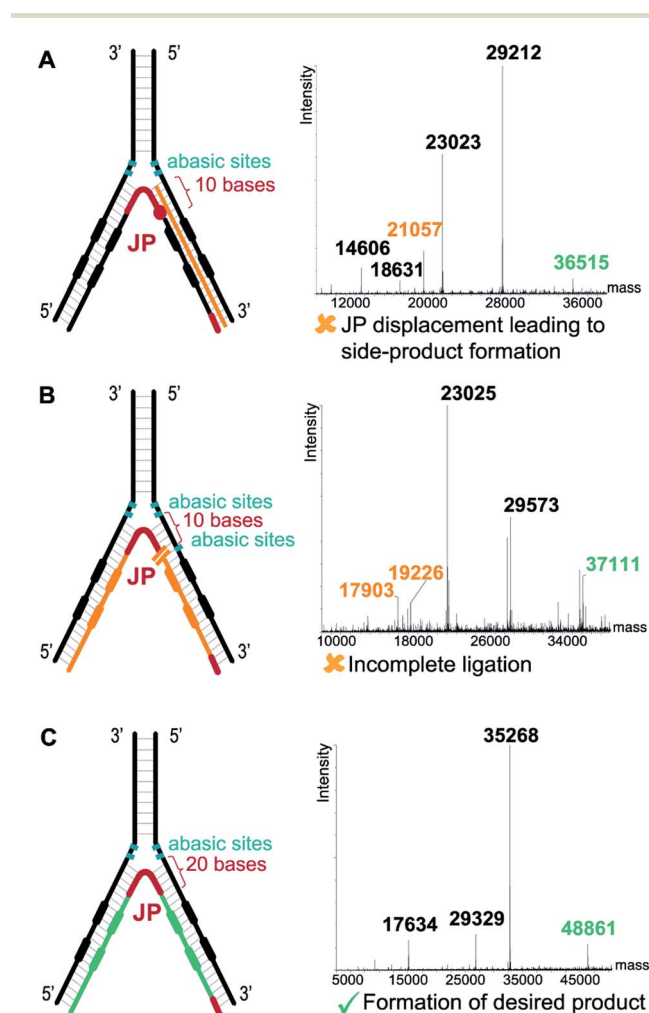 A
3' 5'
abasic sites
10 bases
JP
5' 3'
Intensity
29212
23023
21057
14606
18631
36515
12000 20000 28000 36000 mass
JP displacement leading to
side-product formation
B
3' 5'
abasic sites
10 bases
abasic sites
JP
5' 3'
Intensity
23025
29573
37111
19226
17903
10000 18000 26000 34000 mass
Incomplete ligation
C
3' 5'
abasic sites
20 bases
JP
5' 3'
Intensity
35268
17634
29329
48861
5000 15000 25000 35000 45000 mass
Formation of desired product